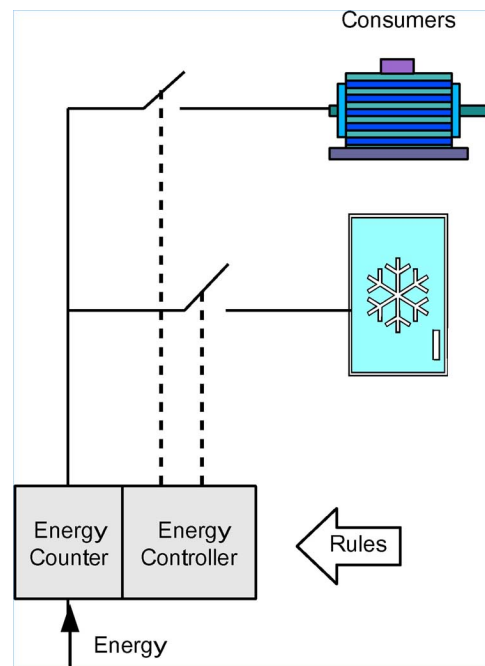 Consumers
Energy
Counter
Energy
Controller
Rules
Energy